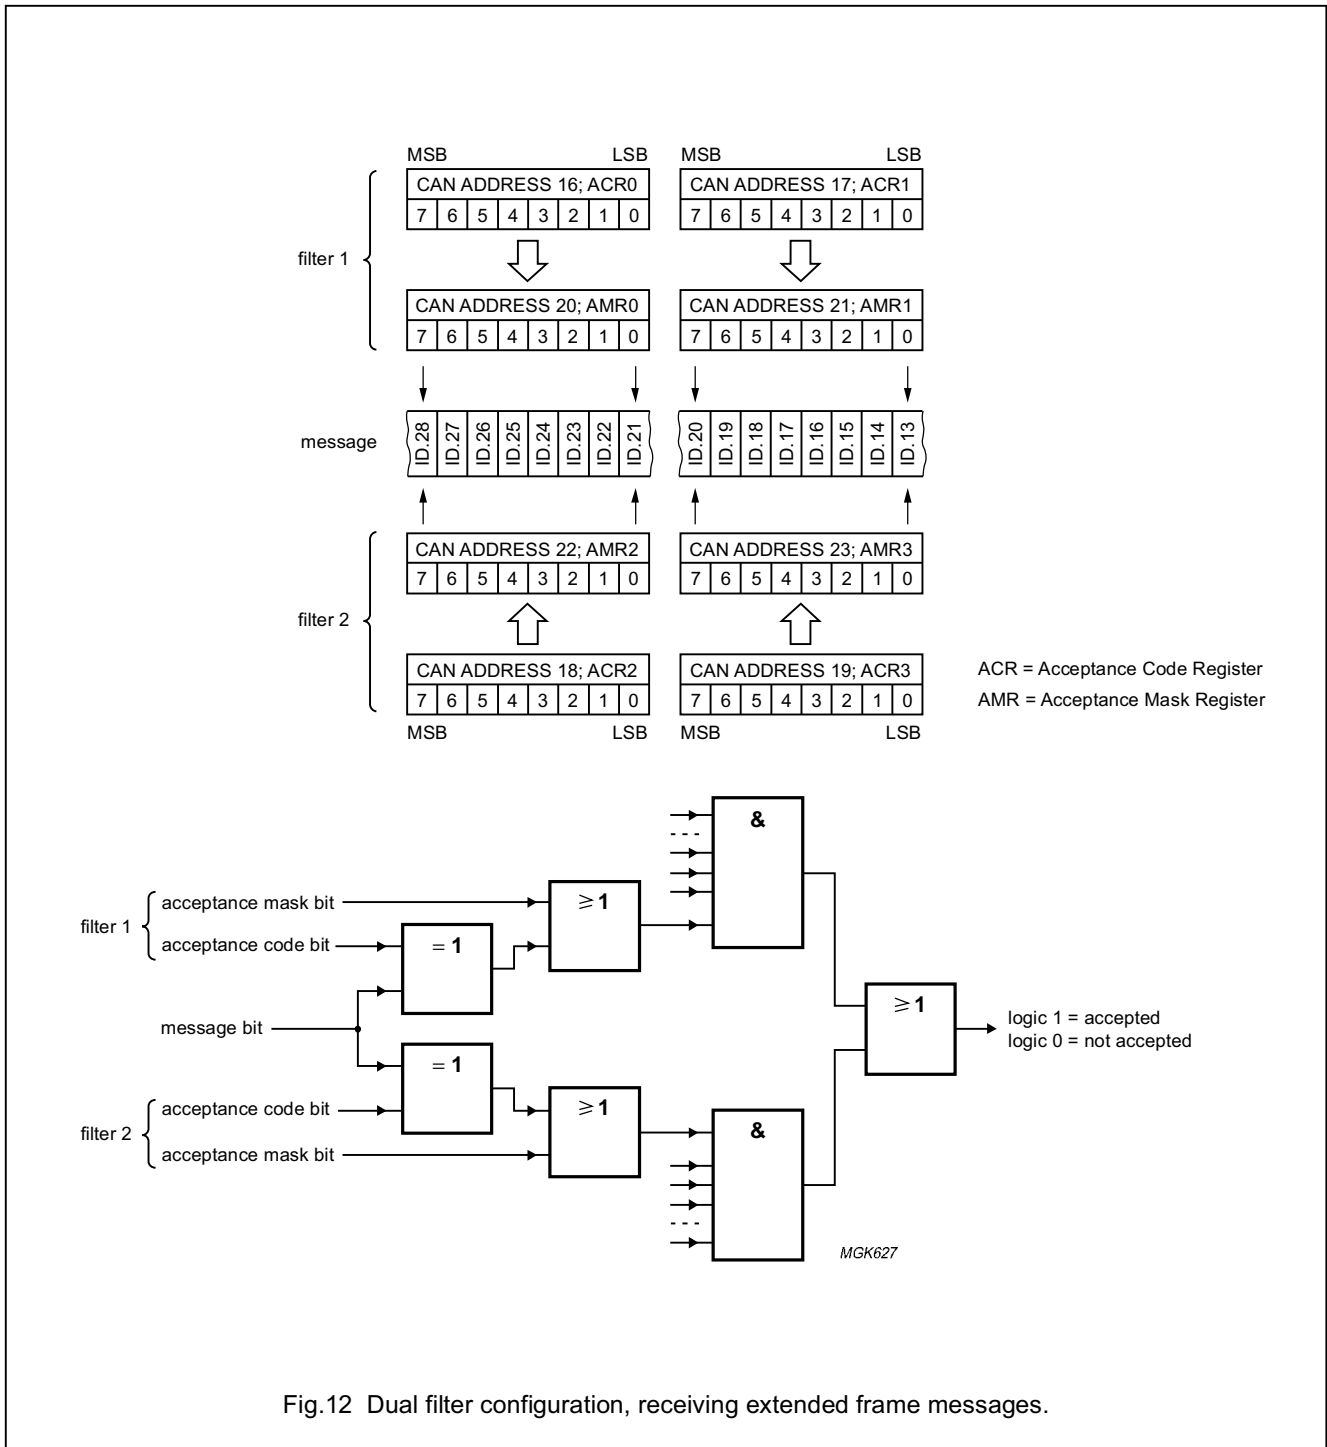 MSB LSB MSB LSB
CAN ADDRESS 16; ACR0 CAN ADDRESS 17; ACR1
7 6 5 4 3 2 1 0 7 6 5 4 3 2 1 0
filter 1
CAN ADDRESS 20; AMR0 CAN ADDRESS 21; AMR1
7 6 5 4 3 2 1 0 7 6 5 4 3 2 1 0
message
ID.28 ID.27 ID.26 ID.25 ID.24 ID.23 ID.22 ID.21 ID.20 ID.19 ID.18 ID.17 ID.16 ID.15 ID.14 ID.13
CAN ADDRESS 22; AMR2 CAN ADDRESS 23; AMR3
7 6 5 4 3 2 1 0 7 6 5 4 3 2 1 0
filter 2
CAN ADDRESS 18; ACR2 CAN ADDRESS 19; ACR3
7 6 5 4 3 2 1 0 7 6 5 4 3 2 1 0
MSB LSB MSB LSB
ACR = Acceptance Code Register
AMR = Acceptance Mask Register
&
filter 1
acceptance mask bit
≥ 1
acceptance code bit
= 1
message bit
≥ 1
logic 1 = accepted
logic 0 = not accepted
= 1
filter 2
acceptance code bit
≥ 1
acceptance mask bit
&
MGK627
Fig.12 Dual filter configuration, receiving extended frame messages.